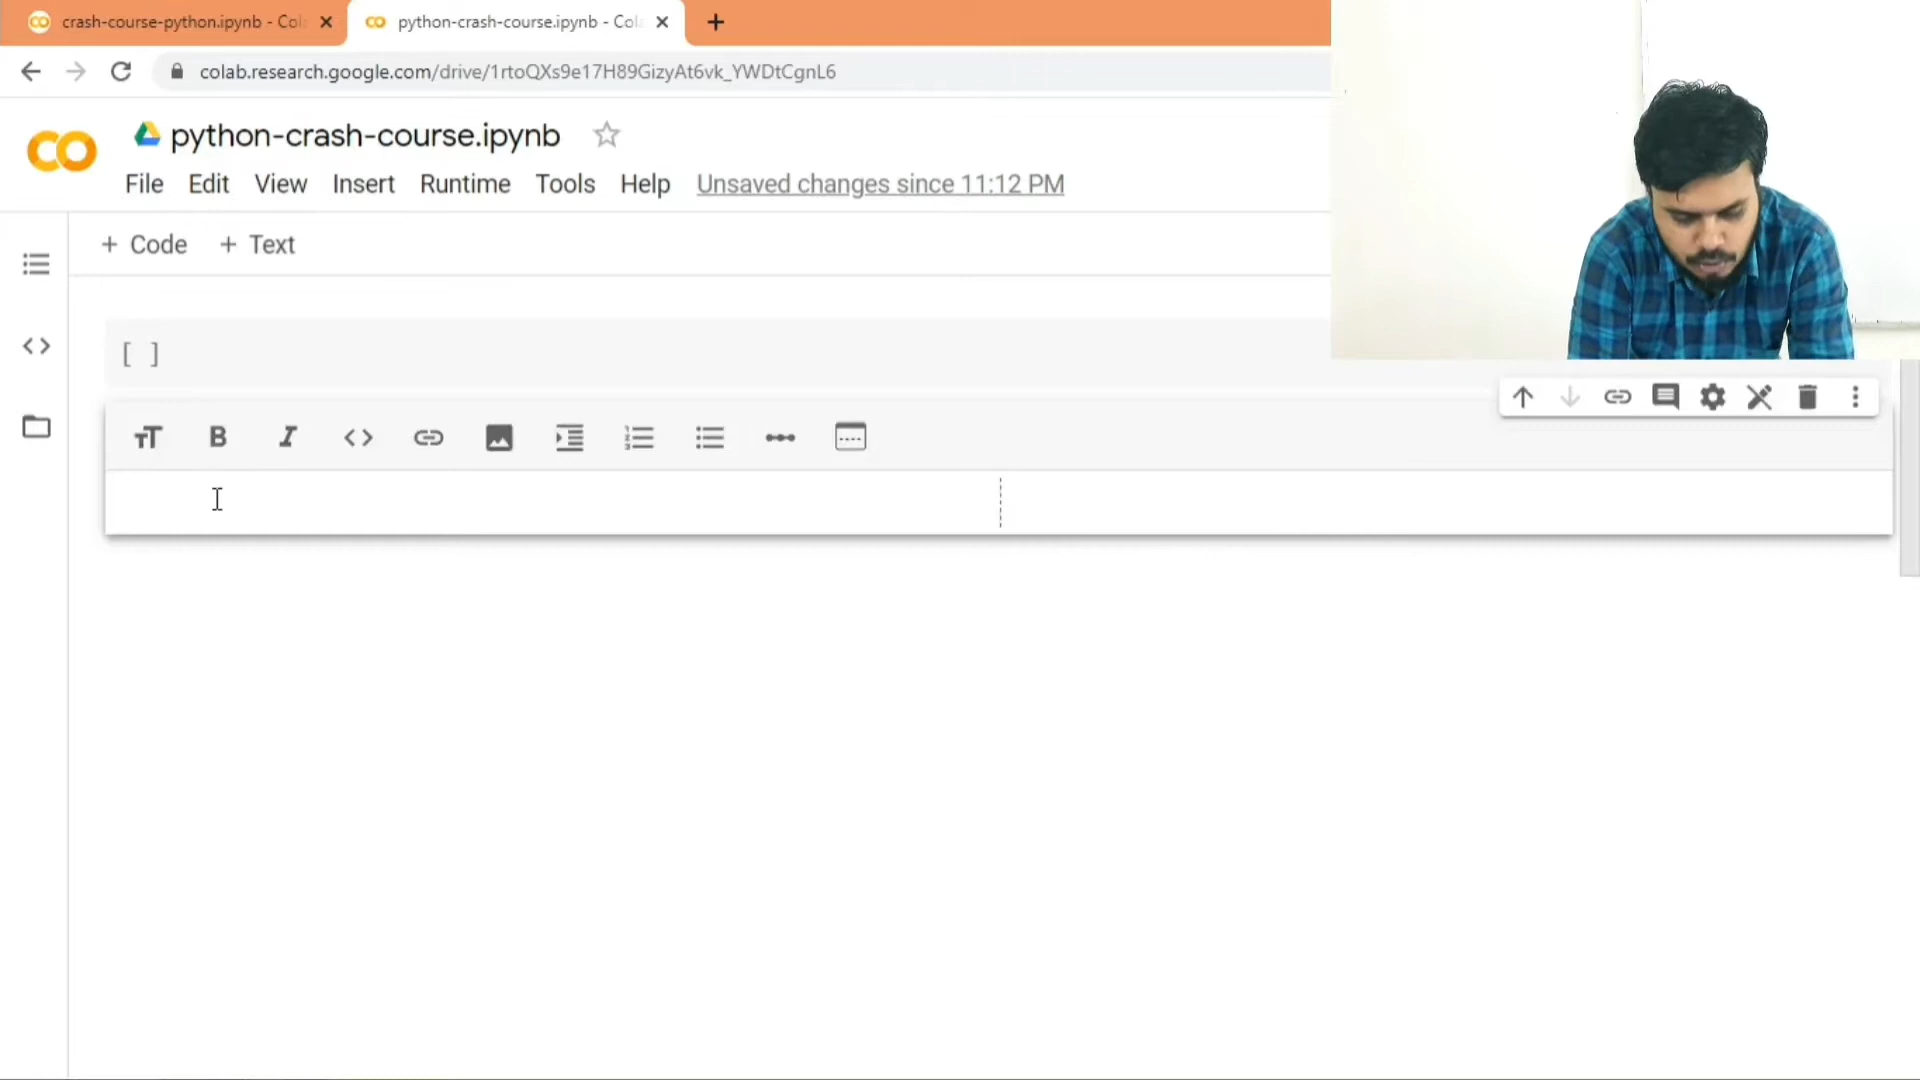 crash-course-python.ipynb - Col
python-crash-course.ipynb - Col
colab.research.google.com/drive/1rtoQXs9e17H89GizyAt6vk_YWDtCgnL6
python-crash-course.ipynb
File Edit View Insert Runtime Tools Help Unsaved changes since 11:12 PM
+ Code + Text
[ ]